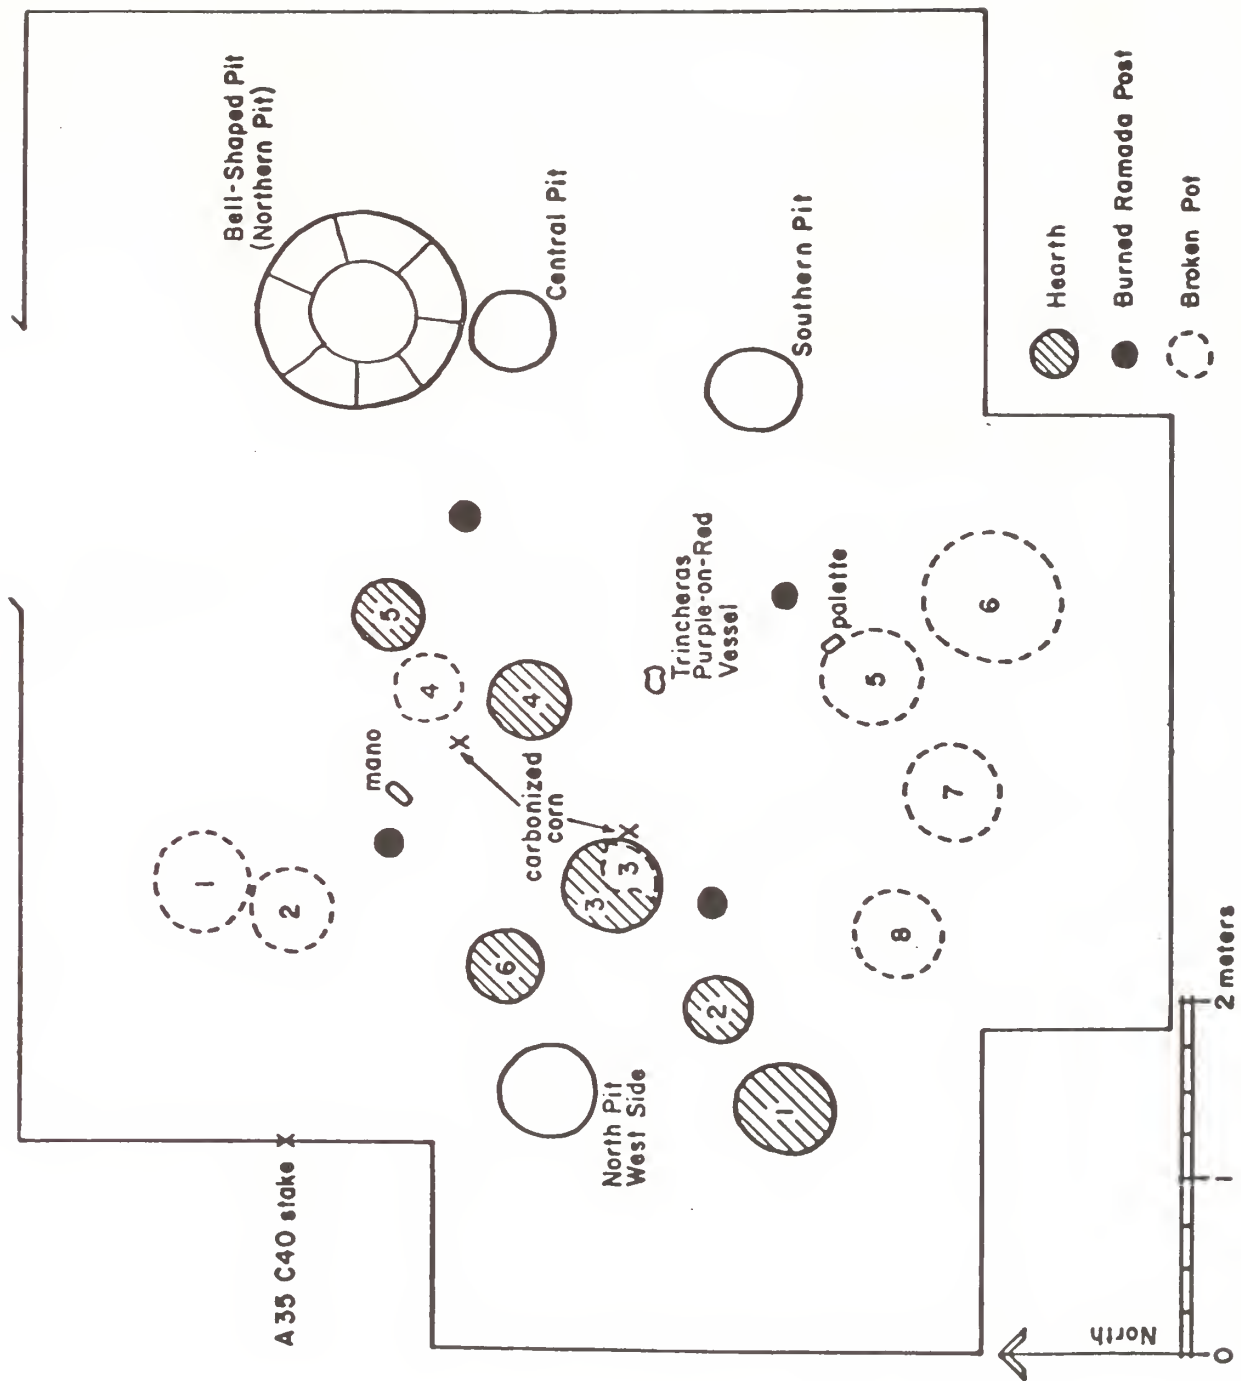 Bell-Shaped Pit
(Northern Pit)
Central Pit
Southern Pit
Hearth
Burned Ramada Post
Broken Pot
5
4
4
mano
carbonized
corn
1
2
3
3
6
2
1
North Pit
West Side
Trincheras
Purple-on-Red
Vessel
palette
5
6
7
8
A35 C40 stake
North
0
1
2 meters